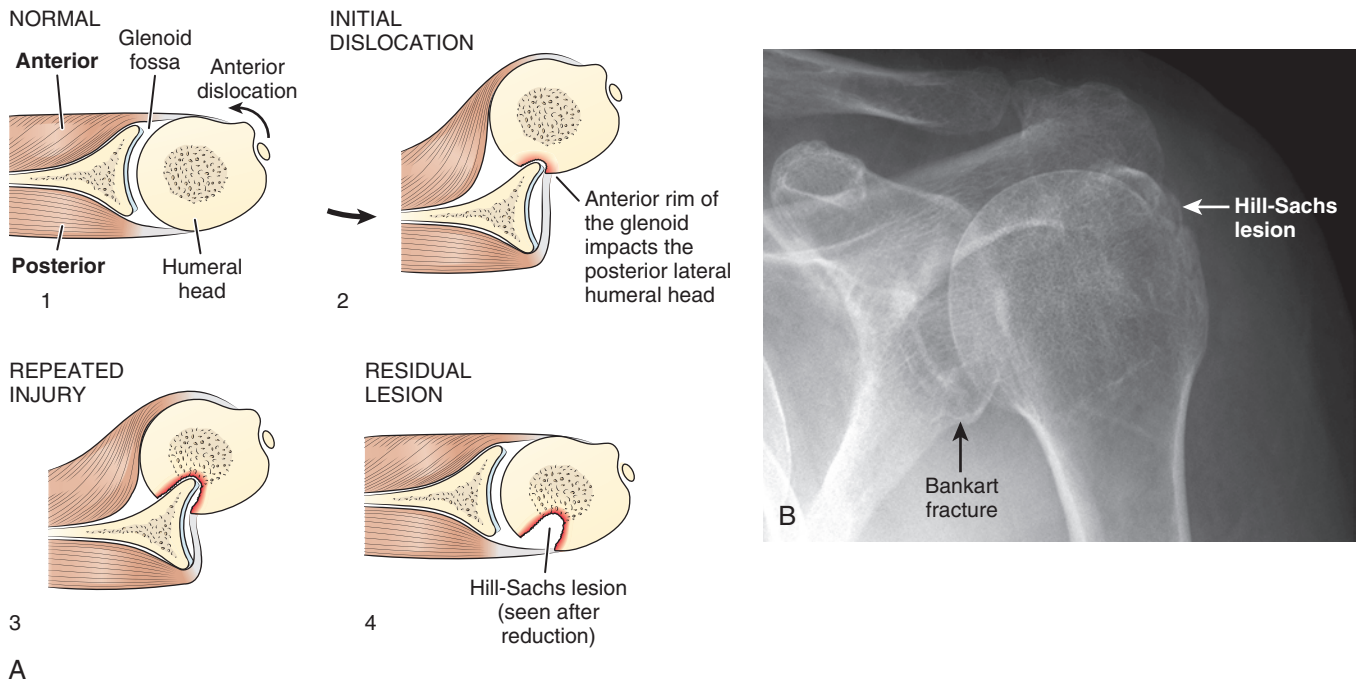 NORMAL
Anterior
Glenoid
fossa
Anterior
dislocation
Posterior
Humeral
head
1
INITIAL
DISLOCATION
Anterior rim of
the glenoid
impacts the
posterior lateral
humeral head
2
REPEATED
INJURY
3
RESIDUAL
LESION
Hill-Sachs lesion
(seen after
reduction)
4
A
Hill-Sachs
lesion
Bankart
fracture
B